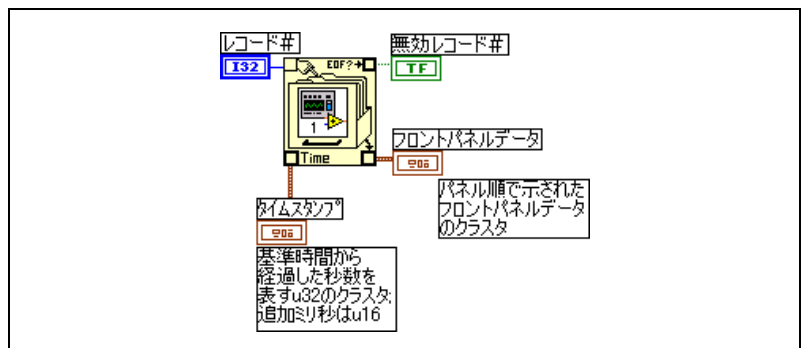 レコード#
無効レコード#
I32
EOF?
TF
1
Time
フロントパネルデータ
パネル順で示された
フロントパネルデータ
のクラスタ
タイムスタンプ
基準時間から
経過した秒数を
表すu32のクラスタ;
追加ミリ秒はu16